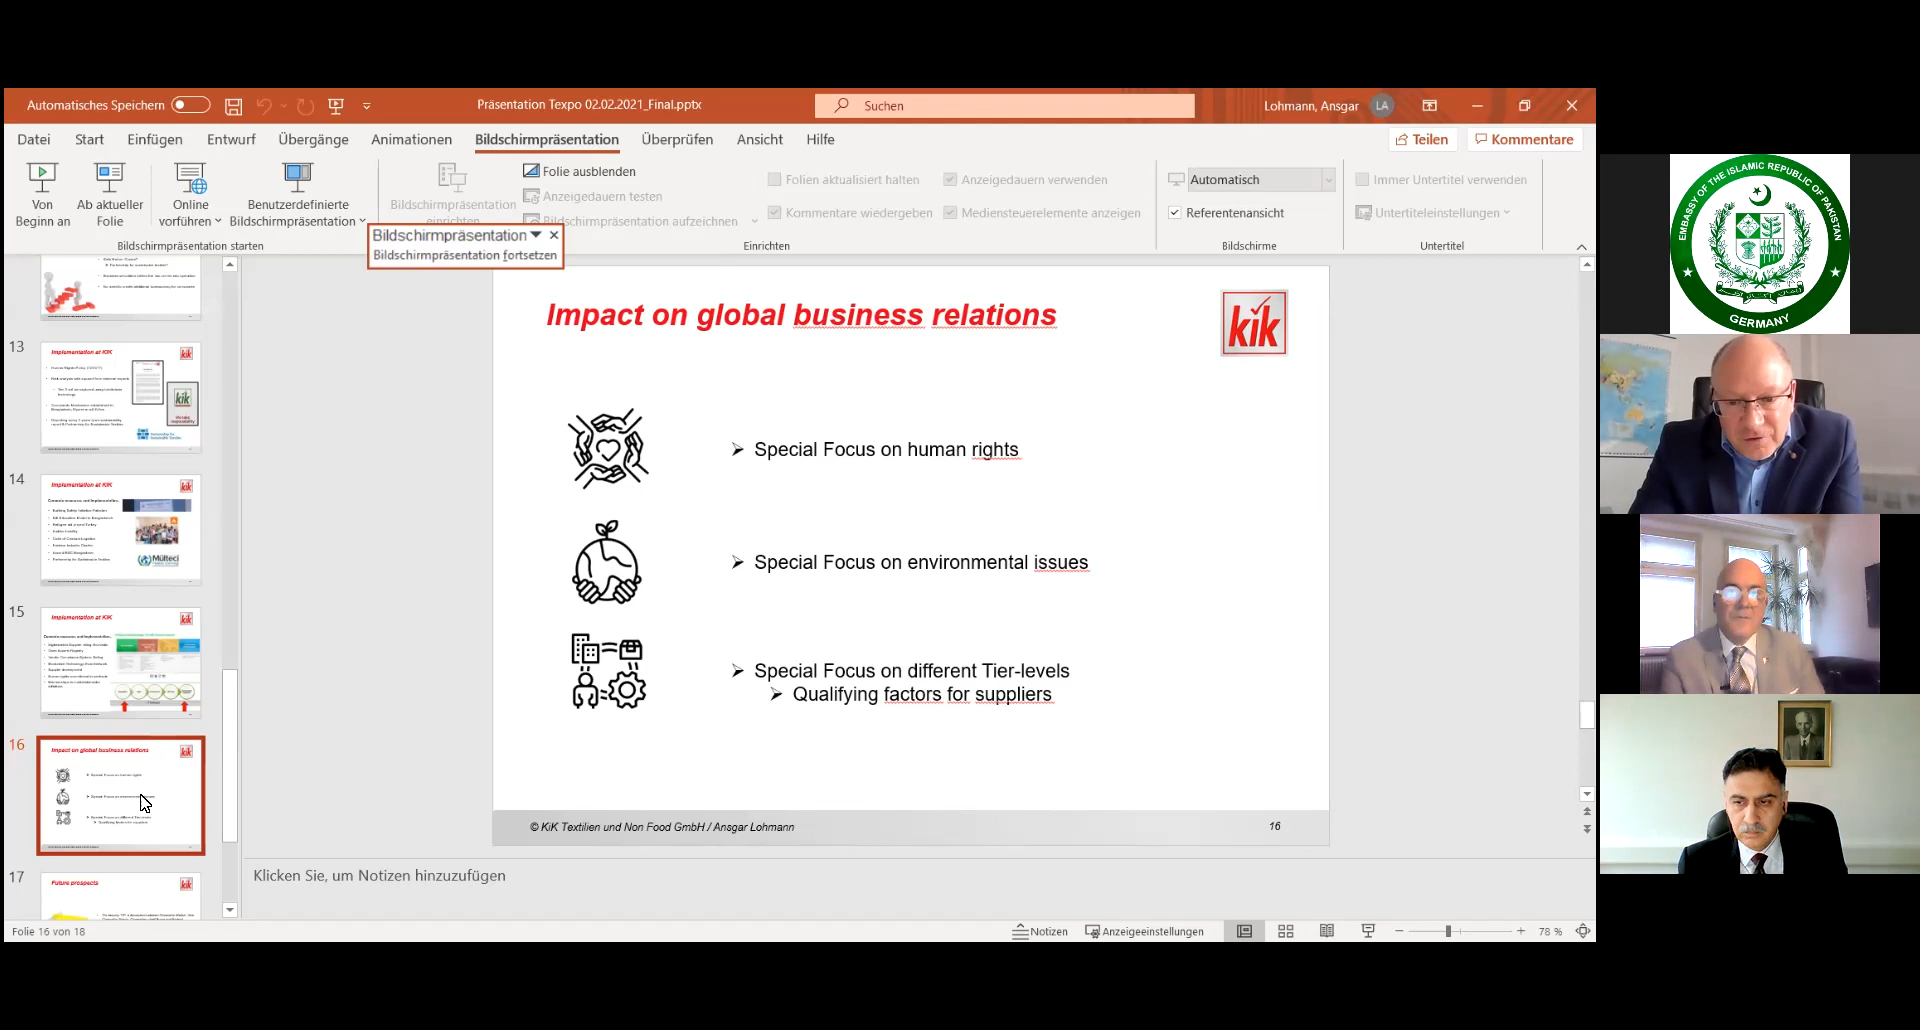 Automatisches Speichern
Präsentation Texpo 02.02.2021_Final.pptx
Suchen
Lohmann, Ansgar
LA
Datei
Start
Einfügen
Entwurf
Übergänge
Animationen
Bildschirmpräsentation
Überprüfen
Ansicht
Hilfe
Teilen
Kommentare
Von
Beginn an
Ab aktueller
Folie
Online
vorführen
Benutzerdefinierte
Bildschirmpräsentation
Bildschirmpräsentation starten
Bildschirmpräsentation
einrichten
Folie ausblenden
Anzeigedauern testen
Bildschirmpräsentation aufzeichnen
Folien aktualisiert halten
Kommentare wiedergeben
Anzeigedauern verwenden
Mediensteuerelemente anzeigen
Einrichten
Automatisch
Referentenansicht
Bildschirme
Immer Untertitel verwenden
Untertiteleinstellungen
Untertitel
Bildschirmpräsentation
Bildschirmpräsentation fortsetzen
13
Implementation at KiK
kik
14
Implementation at KiK
kik
Mülteci
15
Implementation at KiK
kik
16
Impact on global business relations
kik
17
Future prospects
kik
Impact on global business relations
kik
Special Focus on human rights
Special Focus on environmental issues
Special Focus on different Tier-levels
Qualifying factors for suppliers
© KiK Textilien und Non Food GmbH / Ansgar Lohmann
16
Klicken Sie, um Notizen hinzuzufügen
Folie 16 von 18
Notizen
Anzeigeeinstellungen
78 %
EMBASSY OF THE ISLAMIC REPUBLIC OF PAKISTAN
GERMANY